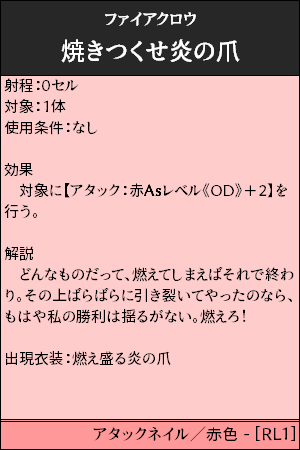 ファイアクロウ
焼きつくせ炎の爪
射程：0セル
対象：1体
使用条件：なし
効果
　対象に【アタック：赤Asレベル《OD》＋2】を
行う。
解説
　どんなものだって、燃えてしまえばそれで終わ
り。その上ばらばらに引き裂いてやったのなら、
もはや私の勝利は揺るがない。燃えろ！
出現衣装：燃え盛る炎の爪
アタックネイル／赤色 - [RL1]